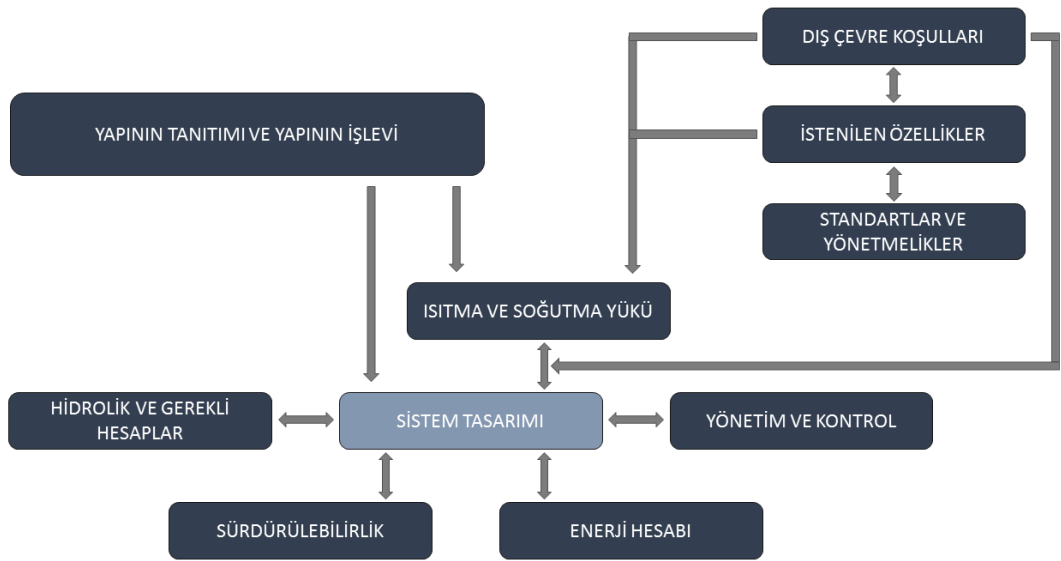 DIŞ ÇEVRE KOŞULLARI
YAPININ TANITIMI VE YAPININ İŞLEVİ
İSTENİLEN ÖZELLİKLER
STANDARTLAR VE
YÖNETMELİKLER
ISITMA VE SOĞUTMA YÜKÜ
HİDROLİK VE GEREKLİ
HESAPLAR
SİSTEM TASARIMI
YÖNETİM VE KONTROL
SÜRDÜRÜLEBİLİRLİK
ENERJİ HESABI